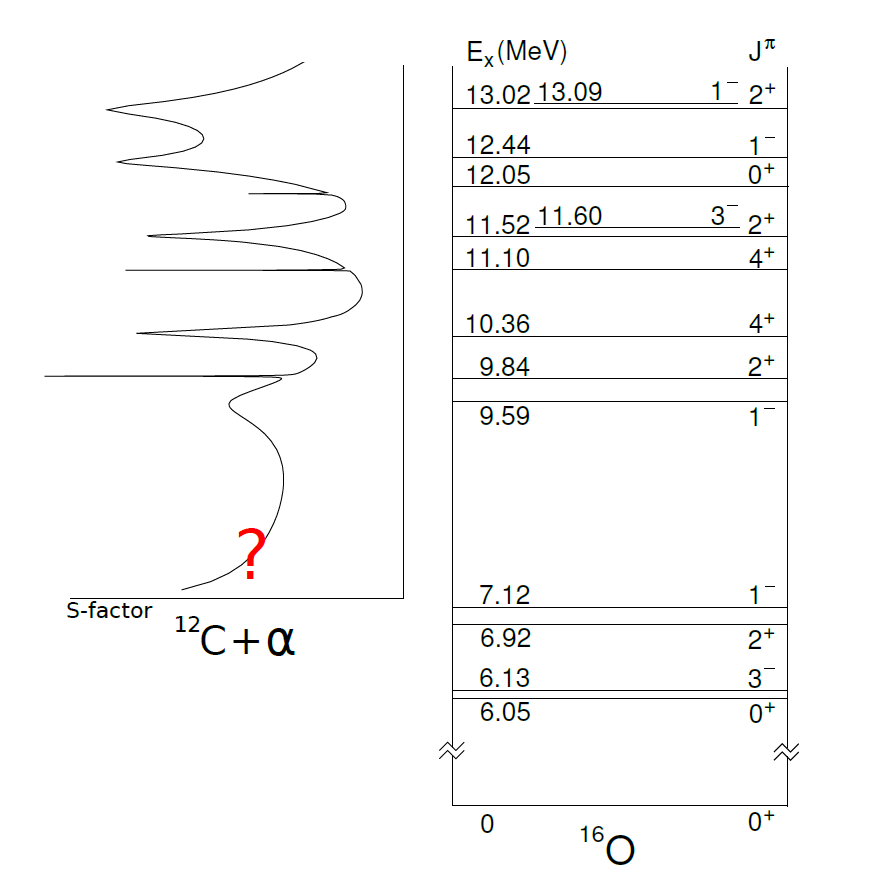 Eₓ(MeV) J^π
13.02 13.09 1⁻ 2⁺
12.44 1⁻
12.05 0⁺
11.52 11.60 3⁻ 2⁺
11.10 4⁺
10.36 4⁺
9.84 2⁺
9.59 1⁻
?
7.12 1⁻
S-factor
¹²C+α
6.92 2⁺
6.13 3⁻
6.05 0⁺
0 0⁺
¹⁶O